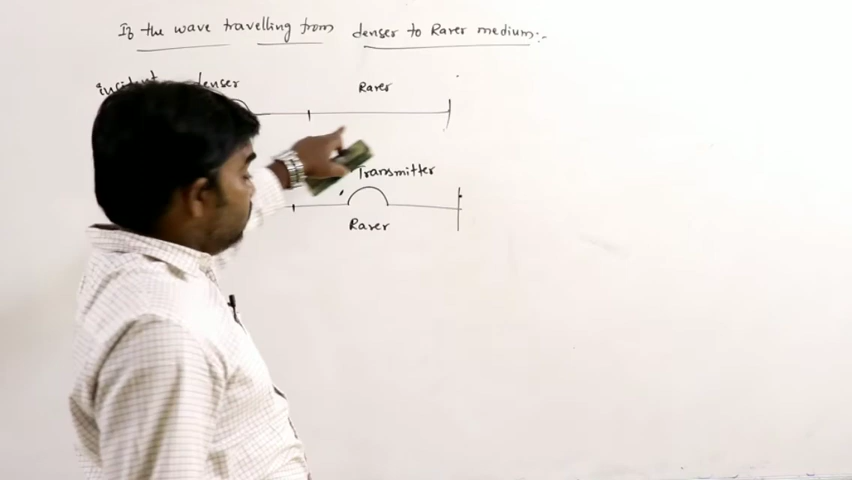 If the wave travelling from denser to Rarer medium:-
incident denser Rarer
Transmitter
Rarer